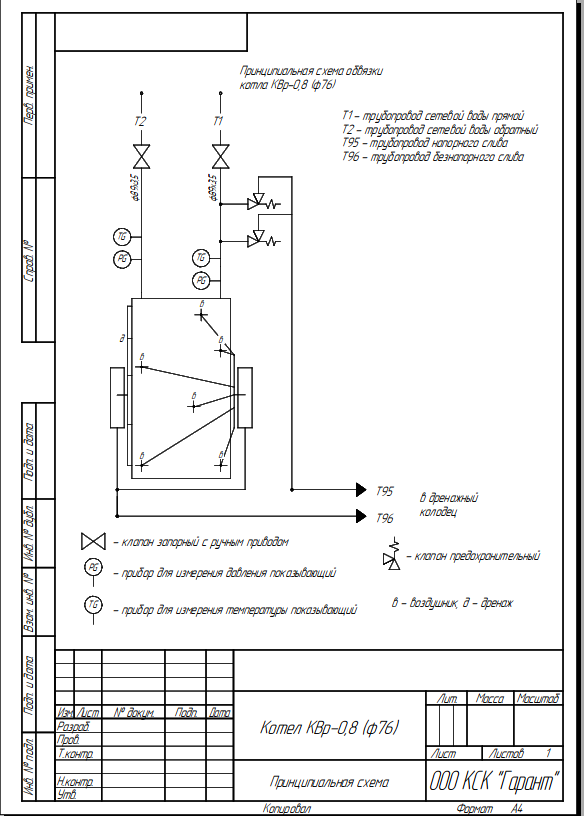 Принципиальная схема обвязки
котла КВр-0,8 (ф76)
Т1 – трубопровод сетевой воды прямой
Т2 – трубопровод сетевой воды обратный
Т95 – трубопровод напорного слива
Т96 – трубопровод безнапорного слива
Т2
Т1
ф89х3,5
ф89х3,5
TG
PG
TG
PG
в
в
д
в
в
в
в
Т95
Т96
в дренажный
колодец
– клапан запорный с ручным приводом
– клапан предохранительный
PG
– прибор для измерения давления показывающий
TG
– прибор для измерения температуры показывающий
в – воздушник, д – дренаж
Перв. примен.
Справ. №
Подп. и дата
Инв. № дубл.
Взам. инв. №
Подп. и дата
Инв. № подл.
Изм. Лист № докум. Подп. Дата
Разраб.
Пров.
Т.контр.
Н.контр.
Утв.
Котел КВр-0,8 (ф76)
Принципиальная схема
Лит. Масса Масштаб
Лист Листов 1
ООО КСК "Гарант"
Копировал Формат А4